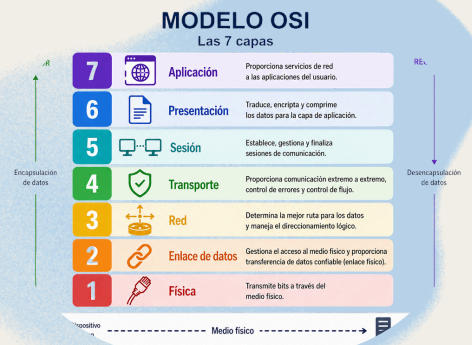 MODELO OSI
Las 7 capas
7
Aplicación
Proporciona servicios de red
a las aplicaciones del usuario.
6
Presentación
Traduce, encripta y comprime
los datos para la capa de aplicación.
5
Sesión
Establece, gestiona y finaliza
sesiones de comunicación.
4
Transporte
Proporciona comunicación extremo a extremo,
control de errores y control de flujo.
3
Red
Determina la mejor ruta para los datos
y maneja el direccionamiento lógico.
2
Enlace de datos
Gestiona el acceso al medio físico y proporciona
transferencia de datos confiable (enlace físico).
1
Física
Transmite bits a través del
medio físico.
Encapsulación
de datos
Desencapsulación
de datos
Medio físico